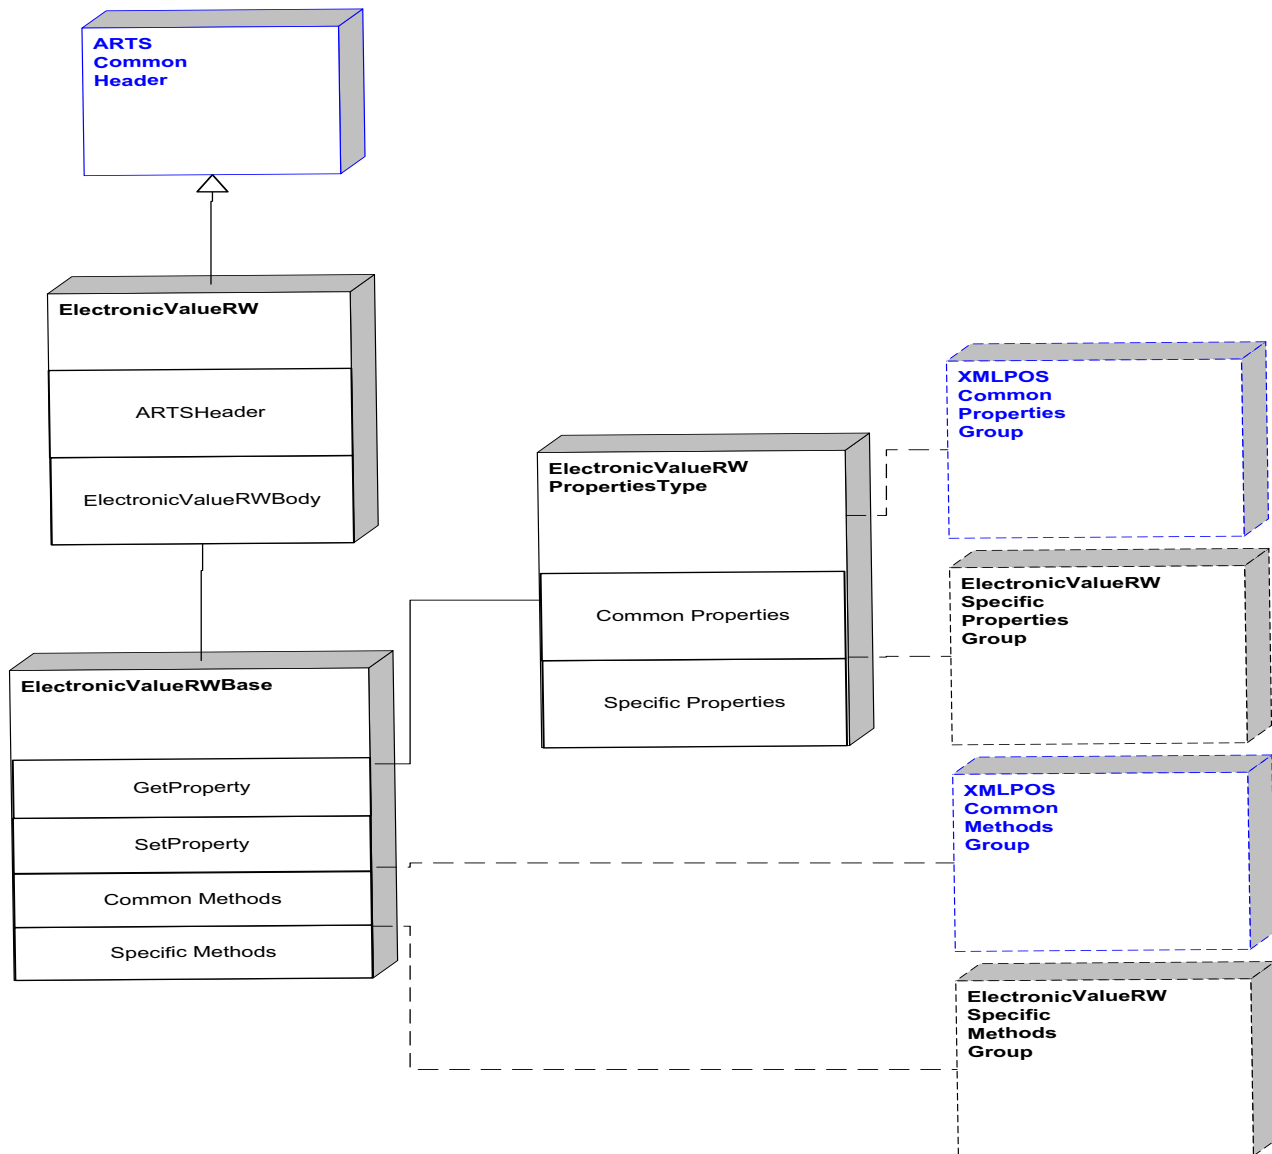 ARTS
Common
Header
ElectronicValueRW
ARTSHeader
ElectronicValueRWBody
ElectronicValueRWBase
GetProperty
SetProperty
Common Methods
Specific Methods
ElectronicValueRW
PropertiesType
Common Properties
Specific Properties
XMLPOS
Common
Properties
Group
ElectronicValueRW
Specific
Properties
Group
XMLPOS
Common
Methods
Group
ElectronicValueRW
Specific
Methods
Group